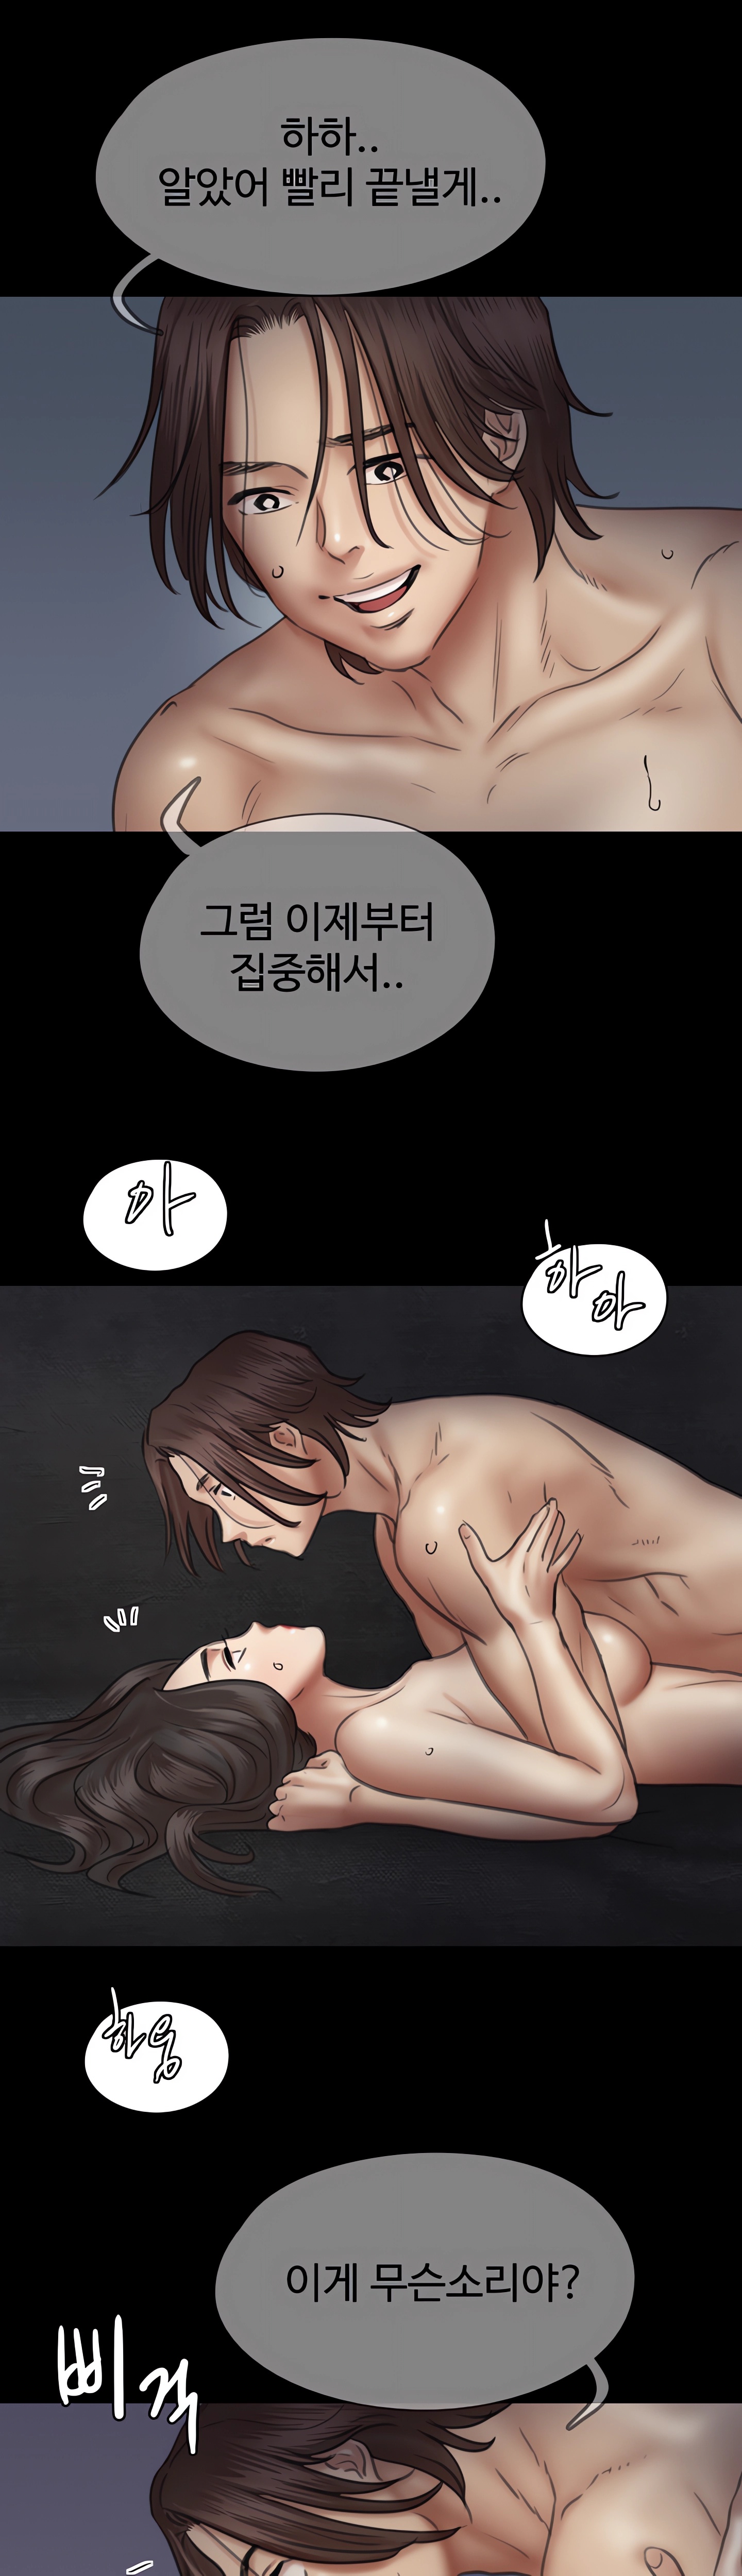 하하..
알았어 빨리 끝낼게..
그럼 이제부터
집중해서..
아
하아
하응
이게 무슨소리야?
삐걱